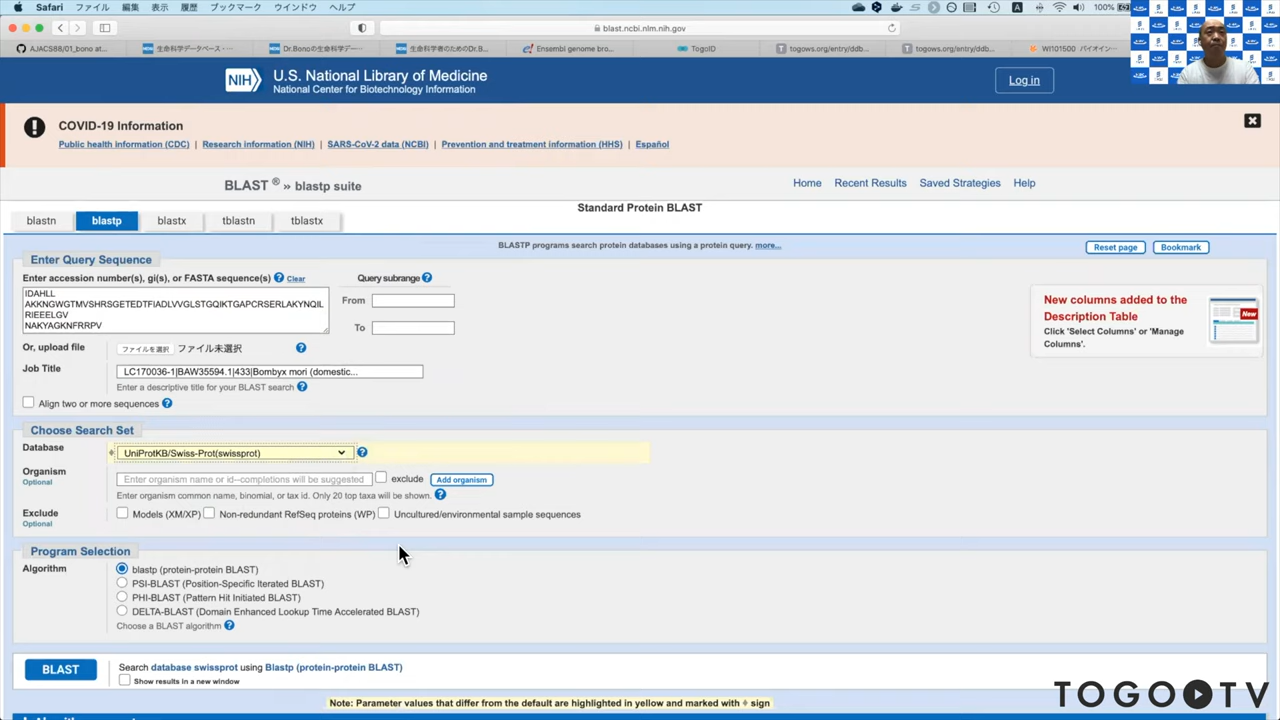 Safari ファイル 編集 表示 履歴 ブックマーク ウインドウ ヘルプ
100%
blast.ncbi.nlm.nih.gov
AJACS88/01_bono at... 生命科学データベース・... Dr.Bonoの生命科学デー... 生命科学者のためのDr.B... Ensembl genome bro... TogoID togows.org/entry/ddb... togows.org/entry/ddb... WI101500 バイオイン...
NIH U.S. National Library of Medicine
National Center for Biotechnology Information
Log in
COVID-19 Information
Public health information (CDC) | Research information (NIH) | SARS-CoV-2 data (NCBI) | Prevention and treatment information (HHS) | Español
BLAST ® » blastp suite
Home Recent Results Saved Strategies Help
Standard Protein BLAST
blastn blastp blastx tblastn tblastx
BLASTP programs search protein databases using a protein query. more...
Reset page Bookmark
Enter Query Sequence
Enter accession number(s), gi(s), or FASTA sequence(s) ? Clear
Query subrange ?
IDAHLL
AKKNGWGTMVSHRSGETEDTFIADLVVGLSTGQIKTGAPCRSERLAKYNQIL
RIEEELGV
NAKYAGKNFRRPV
From
To
New columns added to the Description Table
Click 'Select Columns' or 'Manage Columns'.
New
Or, upload file ファイルを選択 ファイル未選択 ?
Job Title LC170036-1|BAW35594.1|433|Bombyx mori (domestic...
Enter a descriptive title for your BLAST search ?
Align two or more sequences ?
Choose Search Set
Database UniProtKB/Swiss-Prot(swissprot) ?
Organism
Optional
Enter organism name or id--completions will be suggested exclude Add organism
Enter organism common name, binomial, or tax id. Only 20 top taxa will be shown. ?
Exclude
Optional
Models (XM/XP) Non-redundant RefSeq proteins (WP) Uncultured/environmental sample sequences
Program Selection
Algorithm
blastp (protein-protein BLAST)
PSI-BLAST (Position-Specific Iterated BLAST)
PHI-BLAST (Pattern Hit Initiated BLAST)
DELTA-BLAST (Domain Enhanced Lookup Time Accelerated BLAST)
Choose a BLAST algorithm ?
BLAST
Search database swissprot using Blastp (protein-protein BLAST)
Show results in a new window
Note: Parameter values that differ from the default are highlighted in yellow and marked with ♦ sign
TOGO TV